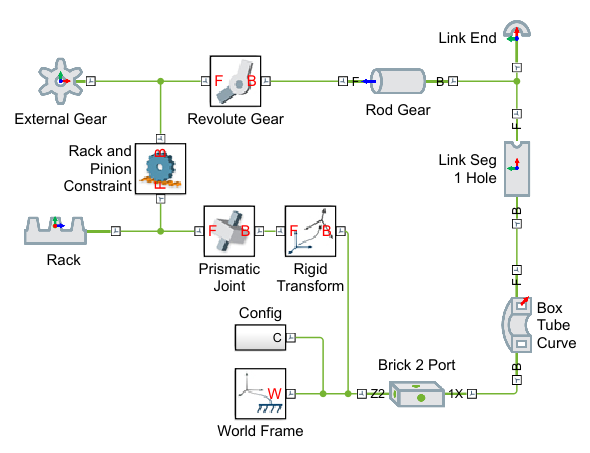 Link End
F
B
F
B
External Gear
Revolute Gear
Rod Gear
F
Rack and
Pinion
Constraint
B
F
Link Seg
1 Hole
B
F
B
F
B
Rack
Prismatic
Joint
Rigid
Transform
F
Box
Tube
Curve
Config
C
B
Brick 2 Port
W
Z2
1X
World Frame